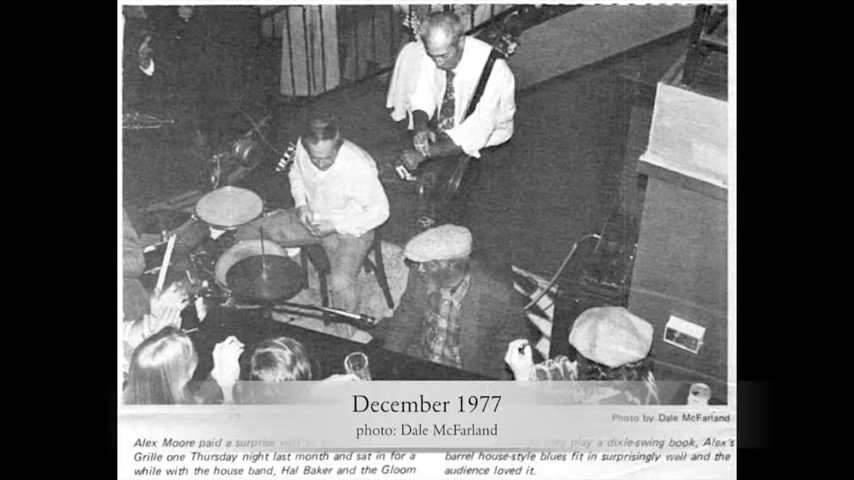 December 1977
photo: Dale McFarland
Photo by Dale McFarland
Alex Moore paid a surprise visit
Grille one Thursday night last month and sat in for a
while with the house band, Hal Baker and the Gloom
they play a dixie-swing book, Alex's
barrel house-style blues fit in surprisingly well and the
audience loved it.